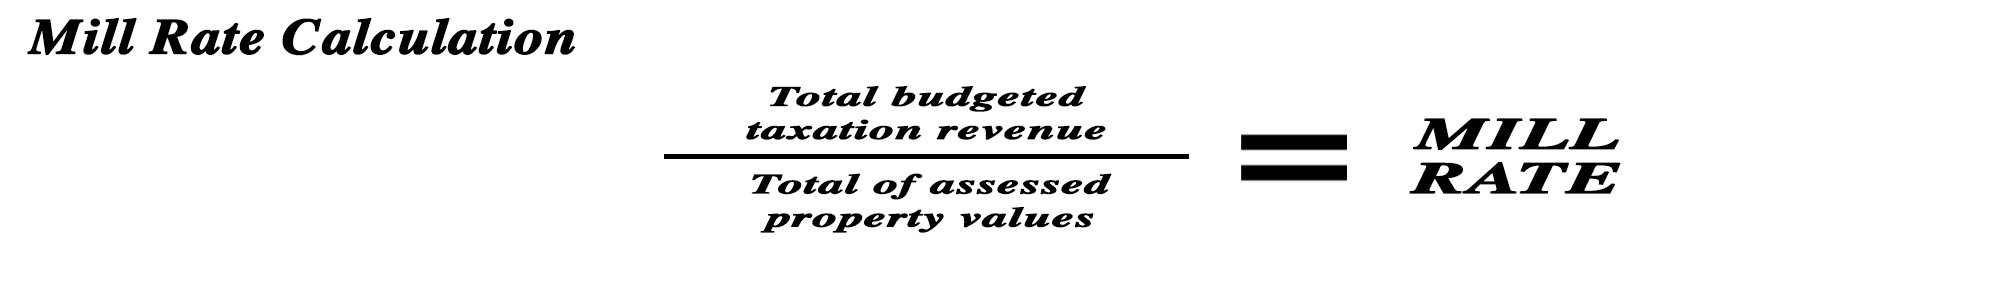 Mill Rate Calculation
Total budgeted
taxation revenue
Total of assessed
property values
=
MILL
RATE